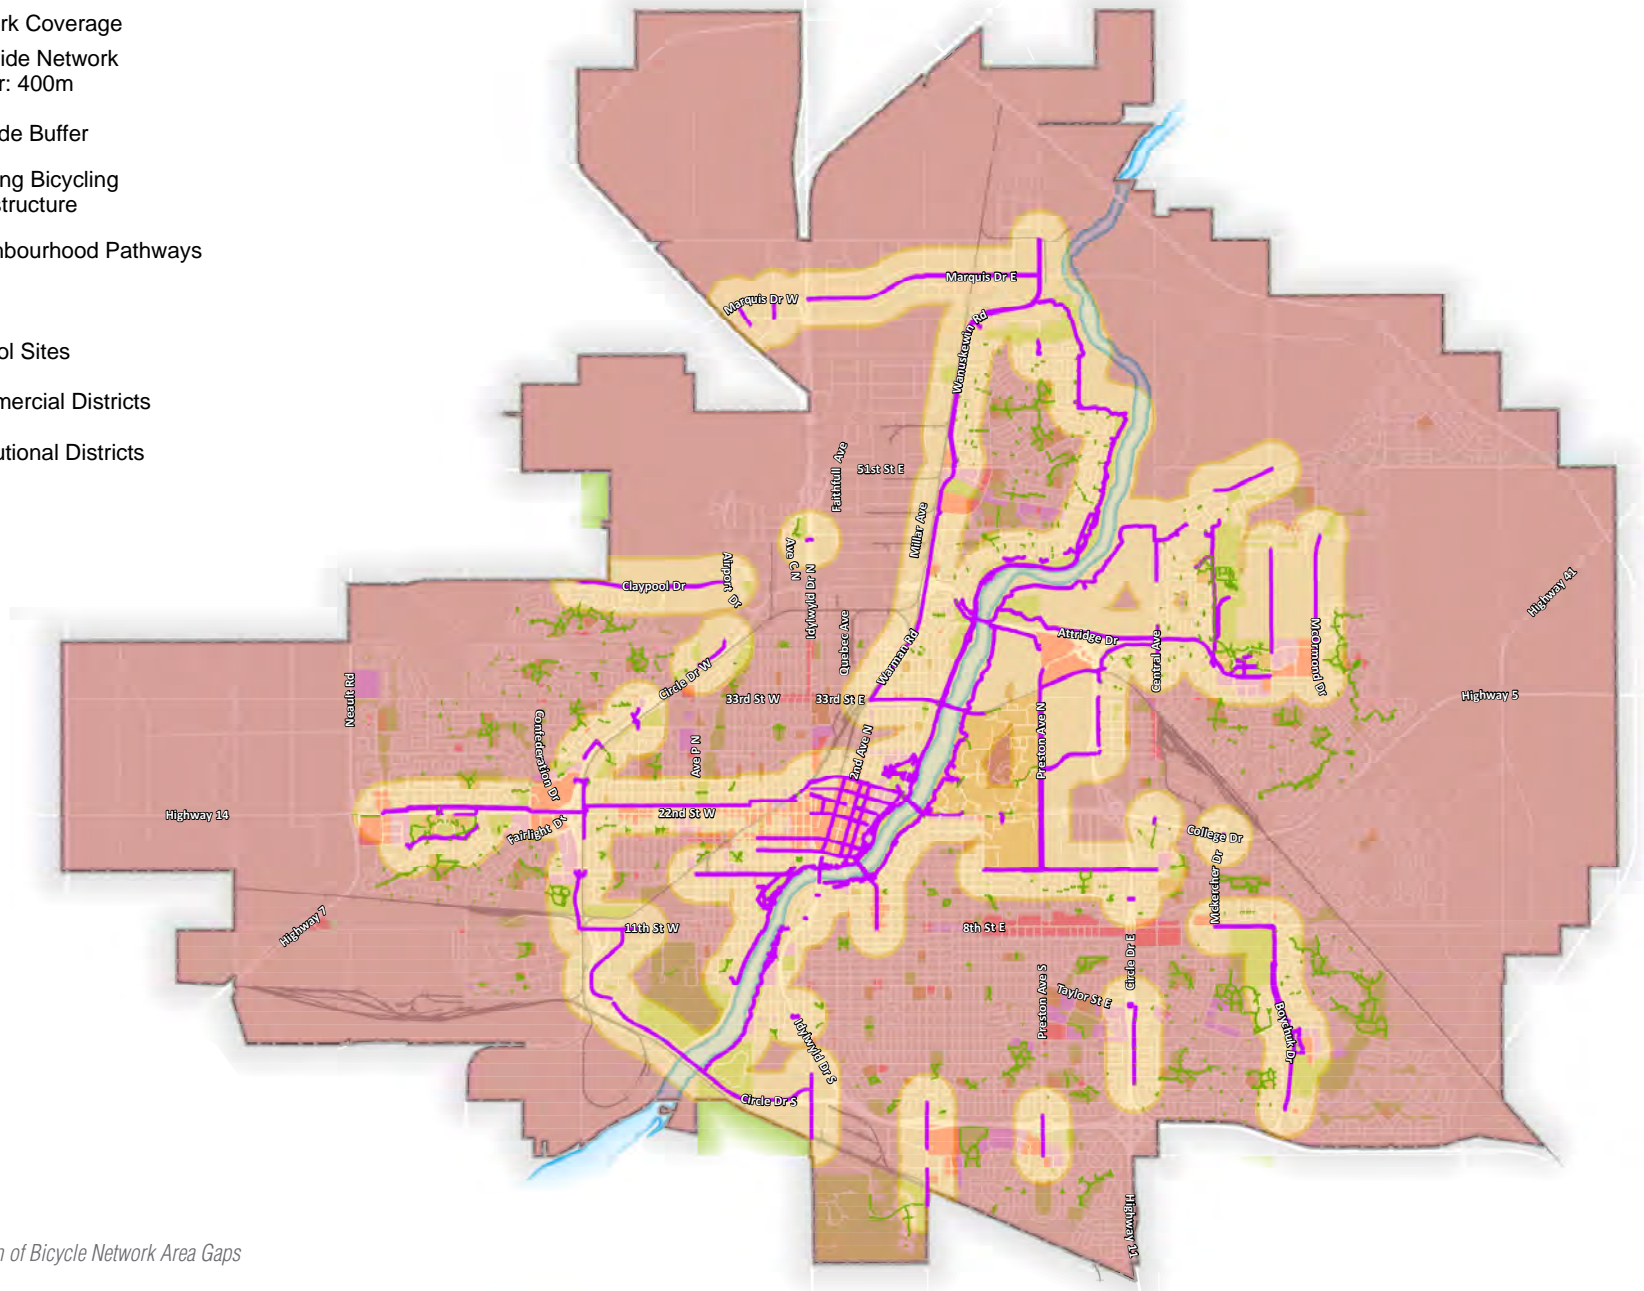 rk Coverage
ide Network
r: 400m
de Buffer
ng Bicycling
structure
nbourhood Pathways
ol Sites
mercial Districts
utional Districts
Marquis Dr E
Marquis Dr W
Wanuskewin Rd
Faithfull Ave
51st St E
Millar Ave
Ave C N
Idylwyld Dr N
Airport Dr
Claypool Dr
Quebec Ave
Warman Rd
Attridge Dr
Central Ave
McOrmond Dr
Highway 41
Highway 5
Neault Rd
Circle Dr W
33rd St W
33rd St E
Confederation Dr
Ave P N
2nd Ave N
Preston Ave N
Highway 14
22nd St W
Fairlight Dr
College Dr
McKercher Dr
Highway 7
11th St W
8th St E
Circle Dr E
Preston Ave S
Taylor St E
Boychuk Dr
Idylwyld Dr S
Circle Dr S
Highway 11
n of Bicycle Network Area Gaps